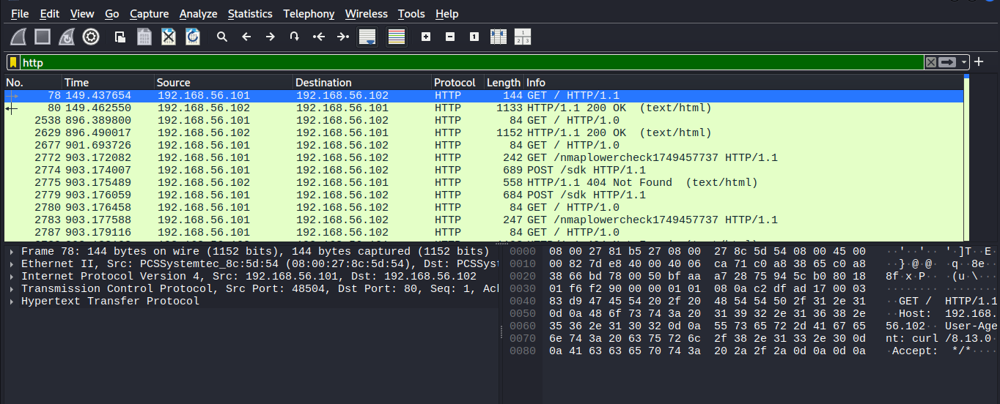 File Edit View Go Capture Analyze Statistics Telephony Wireless Tools Help
http
No. Time Source Destination Protocol Length Info
78 149.437654 192.168.56.101 192.168.56.102 HTTP 144 GET / HTTP/1.1
80 149.462550 192.168.56.102 192.168.56.101 HTTP 1133 HTTP/1.1 200 OK (text/html)
2538 896.389800 192.168.56.101 192.168.56.102 HTTP 84 GET / HTTP/1.0
2629 896.490017 192.168.56.102 192.168.56.101 HTTP 1152 HTTP/1.1 200 OK (text/html)
2677 901.693726 192.168.56.101 192.168.56.102 HTTP 84 GET / HTTP/1.0
2772 903.172082 192.168.56.101 192.168.56.102 HTTP 242 GET /nmaplowercheck1749457737 HTTP/1.1
2774 903.174007 192.168.56.101 192.168.56.102 HTTP 689 POST /sdk HTTP/1.1
2775 903.175489 192.168.56.102 192.168.56.101 HTTP 558 HTTP/1.1 404 Not Found (text/html)
2779 903.176059 192.168.56.101 192.168.56.102 HTTP 684 POST /sdk HTTP/1.1
2780 903.176458 192.168.56.101 192.168.56.102 HTTP 84 GET / HTTP/1.0
2783 903.177588 192.168.56.101 192.168.56.102 HTTP 247 GET /nmaplowercheck1749457737 HTTP/1.1
2787 903.179116 192.168.56.101 192.168.56.102 HTTP 84 GET / HTTP/1.0
Frame 78: 144 bytes on wire (1152 bits), 144 bytes captured (1152 bits)
Ethernet II, Src: PCSSystemtec_8c:5d:54 (08:00:27:8c:5d:54), Dst: PCSSyst
Internet Protocol Version 4, Src: 192.168.56.101, Dst: 192.168.56.102
Transmission Control Protocol, Src Port: 48504, Dst Port: 80, Seq: 1, Ack
Hypertext Transfer Protocol
0000 08 00 27 81 b5 27 08 00 27 8c 5d 54 08 00 45 00 ··'··'··'·]T··E·
0010 00 82 7d e8 40 00 40 06 ca 71 c0 a8 38 65 c0 a8 ··}·@·@··q··8e··
0020 38 66 bd 78 00 50 bf aa a7 28 75 94 5c b0 80 18 8f·x·P···(u·\···
0030 01 f6 f2 90 00 00 01 01 08 0a c2 df ad 17 00 03 ················
0040 83 d9 47 45 54 20 2f 20 48 54 54 50 2f 31 2e 31 ··GET / HTTP/1.1
0050 0d 0a 48 6f 73 74 3a 20 31 39 32 2e 31 36 38 2e ··Host: 192.168.
0060 35 36 2e 31 30 32 0d 0a 55 73 65 72 2d 41 67 65 56.102··User-Age
0070 6e 74 3a 20 63 75 72 6c 2f 38 2e 31 33 2e 30 0d nt: curl/8.13.0·
0080 0a 41 63 63 65 70 74 3a 20 2a 2f 2a 0d 0a 0d 0a ·Accept: */*····